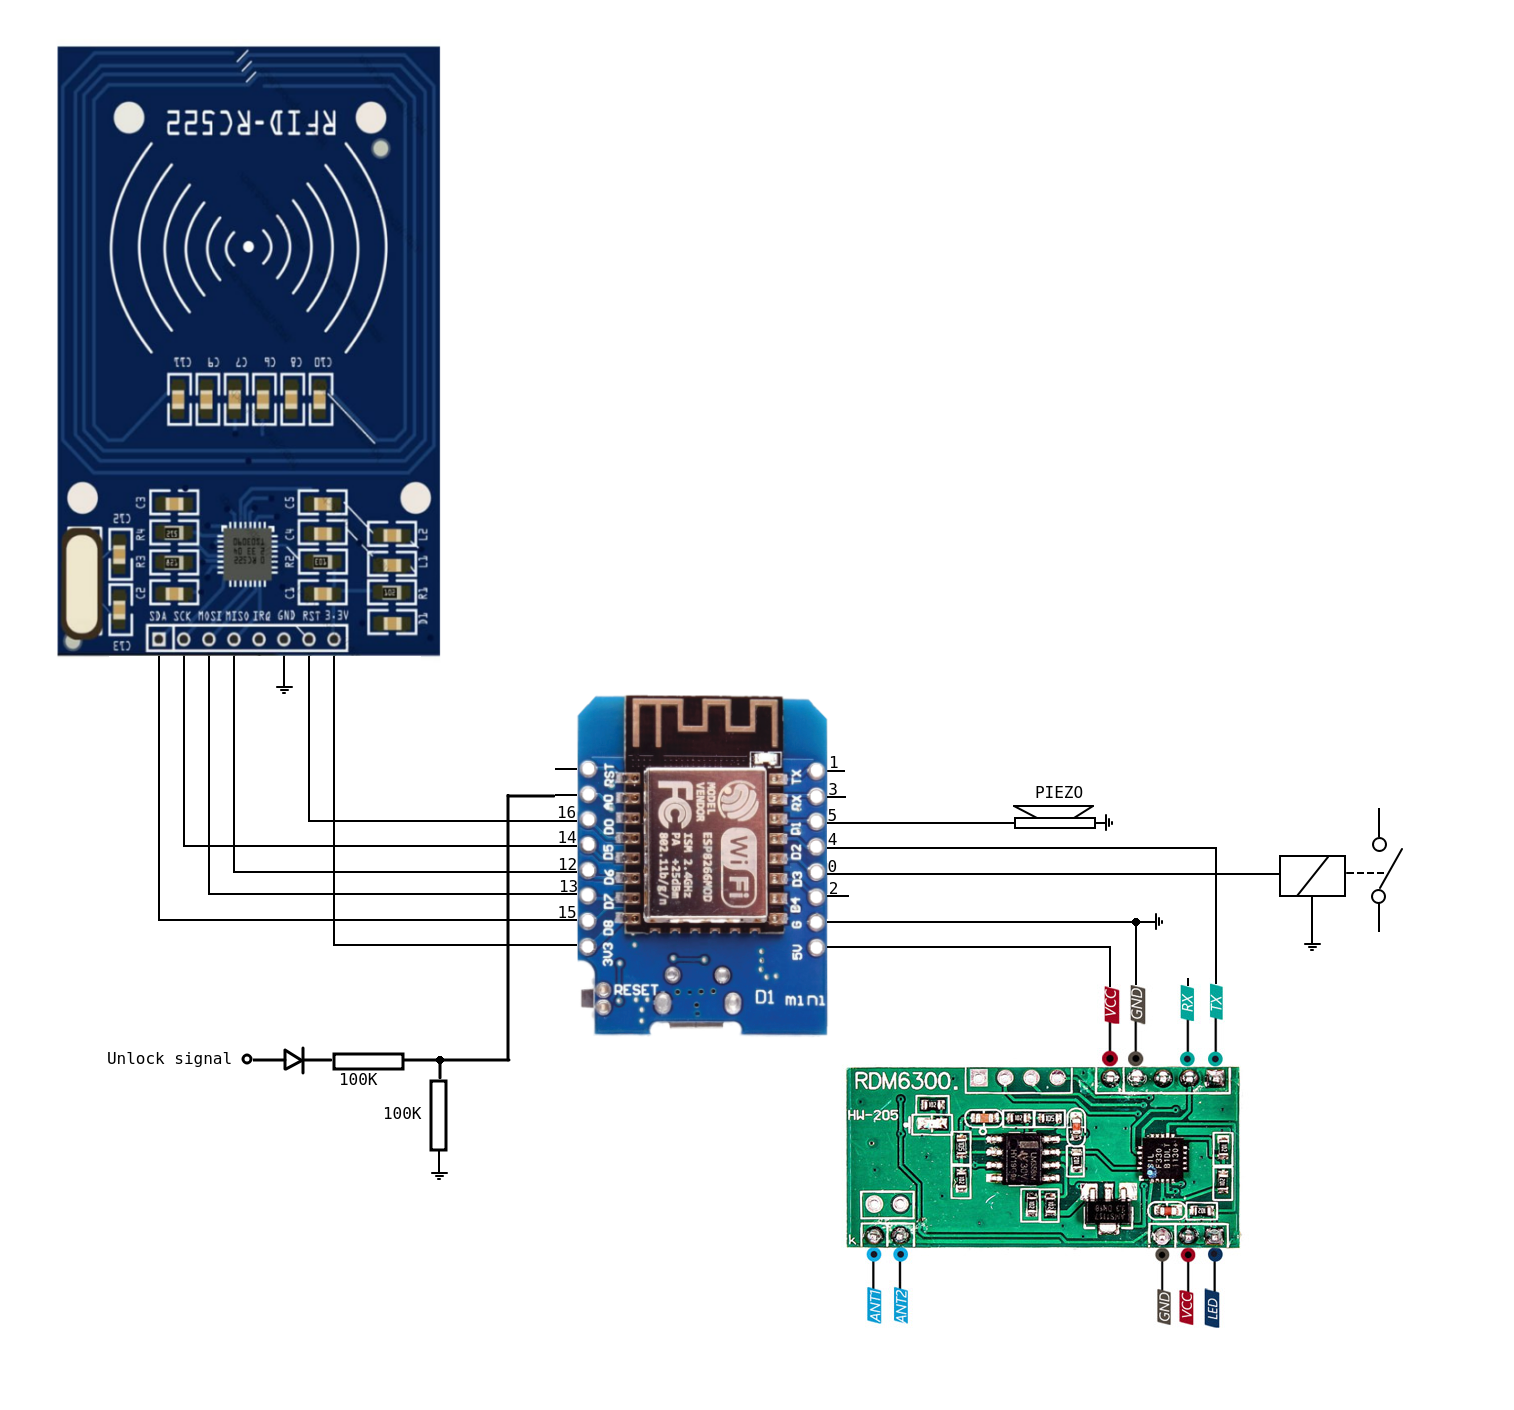 RFID-RC522
C11 C9 C7 C6 C8 C10
C3
C5
C12
R4
C4
L2
R3
R2
L1
C2
C1
R1
D1
C13
SDA SCK MOSI MISO IRQ GND RST 3.3V
RST
A0
16 D0
14 D5
12 D6
13 D7
15 D8
3V3
MODEL
VENDOR
ESP8266MOD
ISM 2.4GHz
PA +25dBm
802.11b/g/n
FC
WiFi
TX 1
RX 3
D1 5
D2 4
D3 0
D4 2
G
5V
RESET
D1 mini
PIEZO
VCC
GND
RX
TX
Unlock signal
100K
100K
RDM6300.
HW-205
ANT1
ANT2
GND
VCC
LED